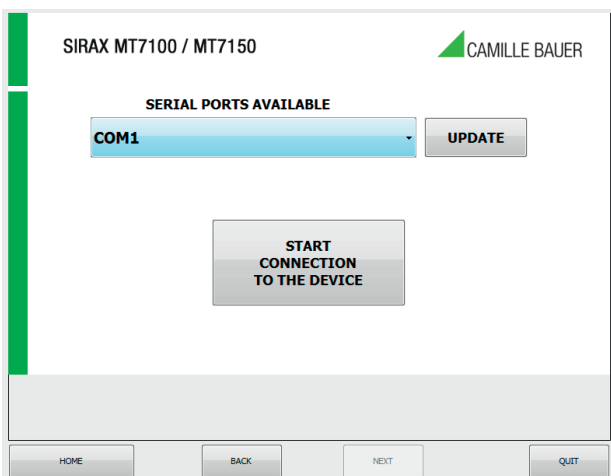 SIRAX MT7100 / MT7150
CAMILLE BAUER
SERIAL PORTS AVAILABLE
COM1
UPDATE
START
CONNECTION
TO THE DEVICE
HOME
BACK
NEXT
QUIT